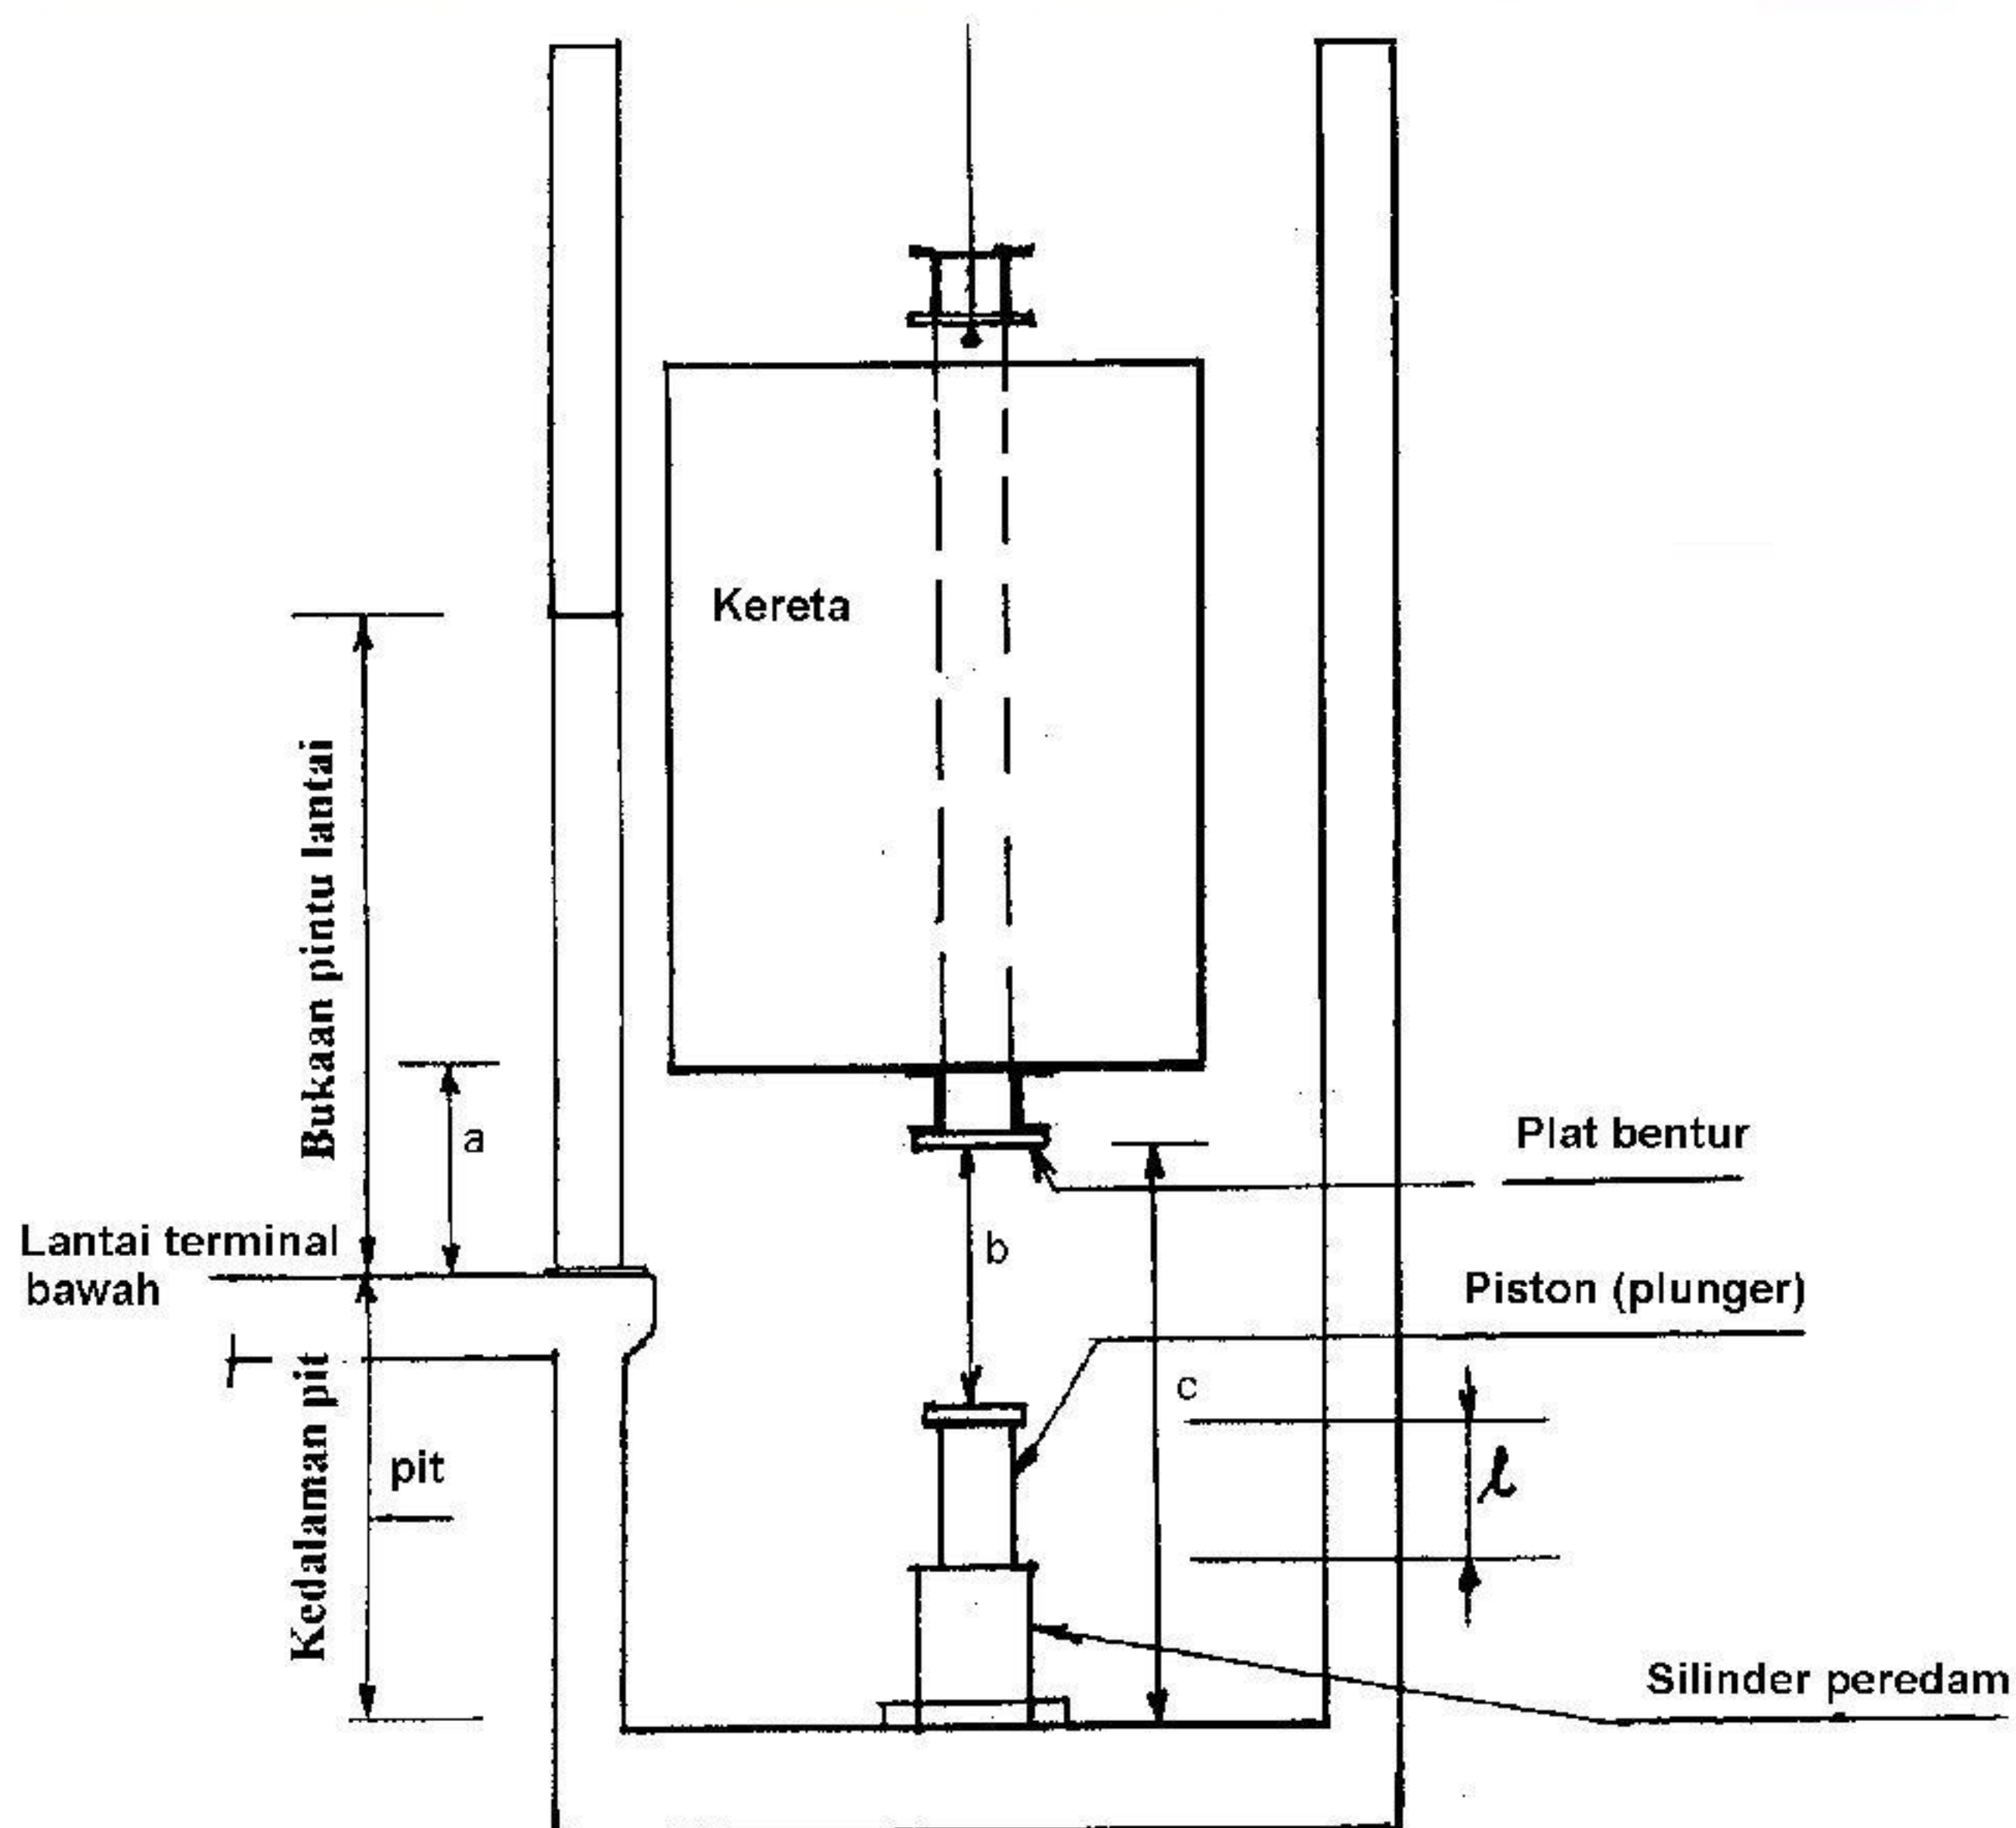 Kereta
Bukaan pintu lantai
a
Plat bentur
Lantai terminal
bawah
b
Piston (plunger)
c
Kedalaman pit
pit
l
Silinder peredam